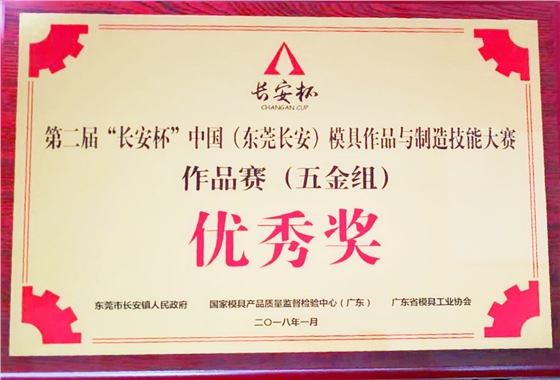 长安杯
CHANGAN CUP
第二届“长安杯”中国（东莞长安）模具作品与制造技能大赛
作品赛（五金组）
优秀奖
东莞市长安镇人民政府 国家模具产品质量监督检验中心（广东） 广东省模具工业协会
二〇一八年一月